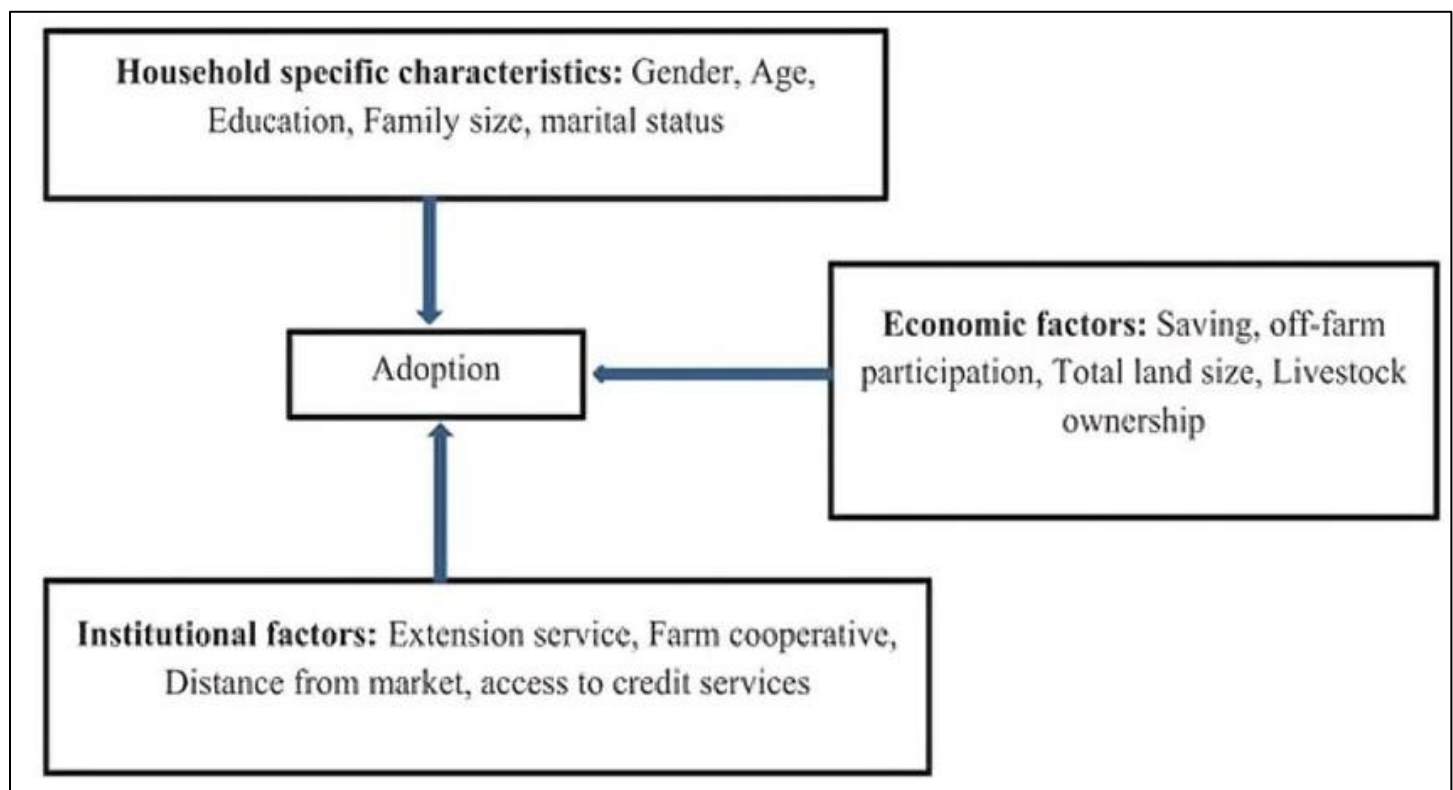 Household specific characteristics: Gender, Age,
Education, Family size, marital status
Adoption
Economic factors: Saving, off-farm
participation, Total land size, Livestock
ownership
Institutional factors: Extension service, Farm cooperative,
Distance from market, access to credit services